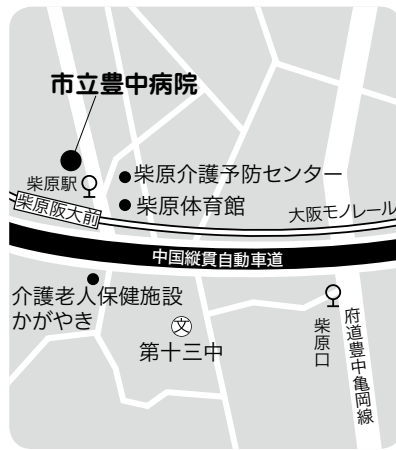 市立豊中病院
柴原駅
柴原阪大前
柴原介護予防センター
柴原体育館
大阪モノレール
中国縦貫自動車道
介護老人保健施設
かがやき
文
第十三中
柴原口
府道豊中亀岡線